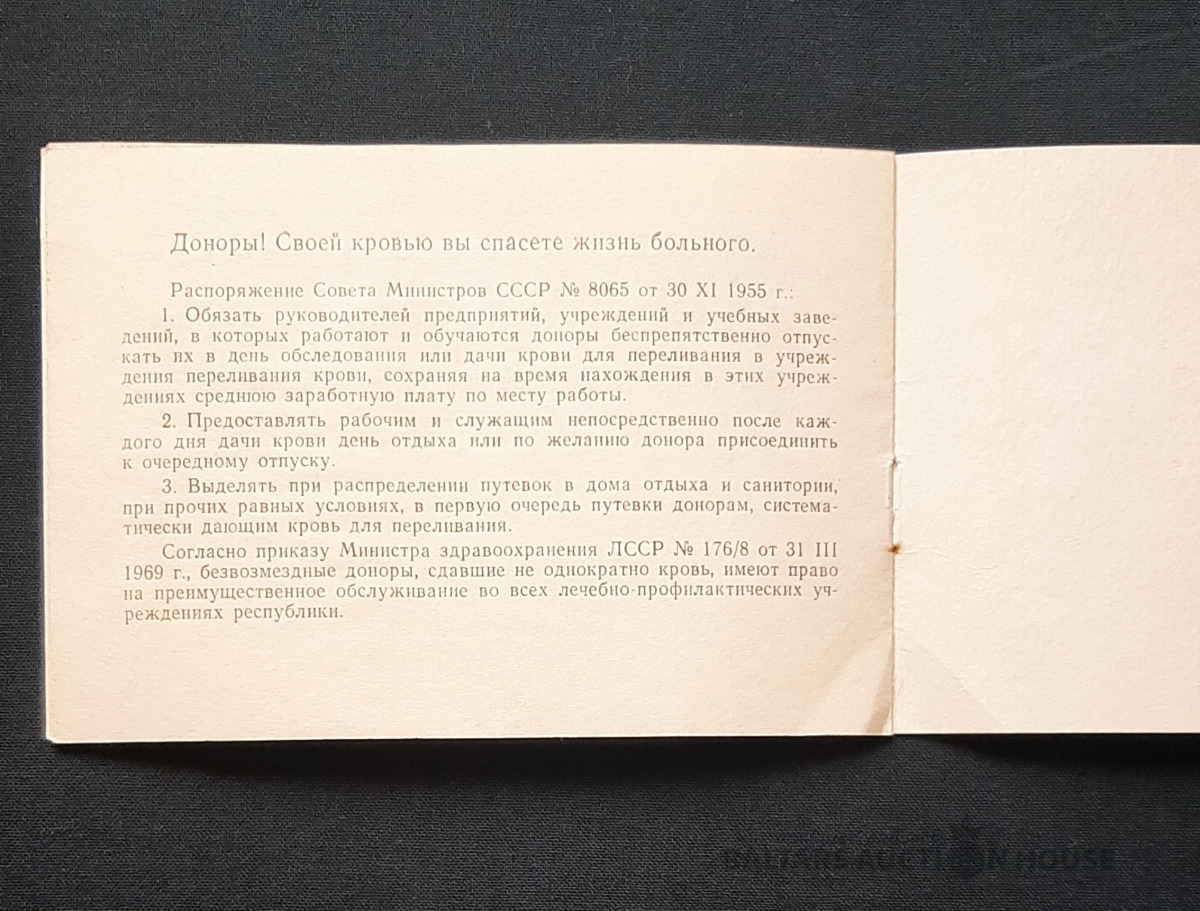 Доноры! Своей кровью вы спасете жизнь больного.
Распоряжение Совета Министров СССР № 8065 от 30 XI 1955 г.:
1. Обязать руководителей предприятий, учреждений и учебных заве-
дений, в которых работают и обучаются доноры беспрепятственно отпус-
кать их в день обследования или дачи крови для переливания в учреж-
дения переливания крови, сохраняя на время нахождения в этих учреж-
дениях среднюю заработную плату по месту работы.
2. Предоставлять рабочим и служащим непосредственно после каж-
дого дня дачи крови день отдыха или по желанию донора присоединить
к очередному отпуску.
3. Выделять при распределении путевок в дома отдыха и санитории,
при прочих равных условиях, в первую очередь путевки донорам, система-
тически дающим кровь для переливания.
Согласно приказу Министра здравоохранения ЛССР № 176/8 от 31 III
1969 г., безвозмездные доноры, сдавшие не однократно кровь, имеют право
на преимущественное обслуживание во всех лечебно-профилактических уч-
реждениях республики.
BALTARS AUCTION HOUSE